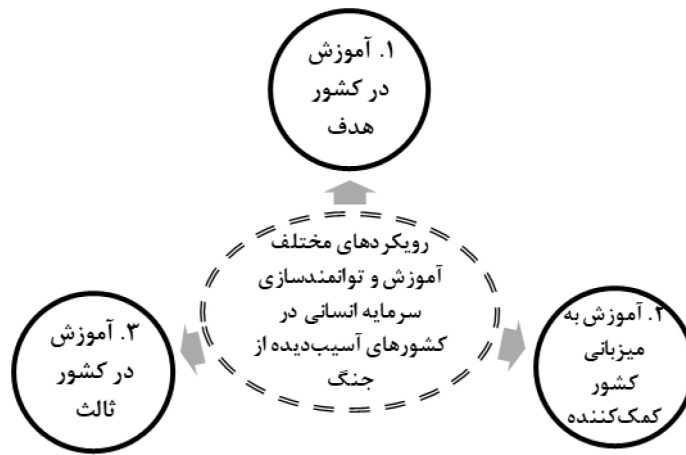 ۱. آموزش
در کشور
هدف
رویکردهای مختلف
آموزش و توانمندسازی
سرمایه انسانی در
کشورهای آسیب‌دیده از
جنگ
۲. آموزش به
میزبانی
کشور
کمک‌کننده
۳. آموزش
در کشور
ثالث